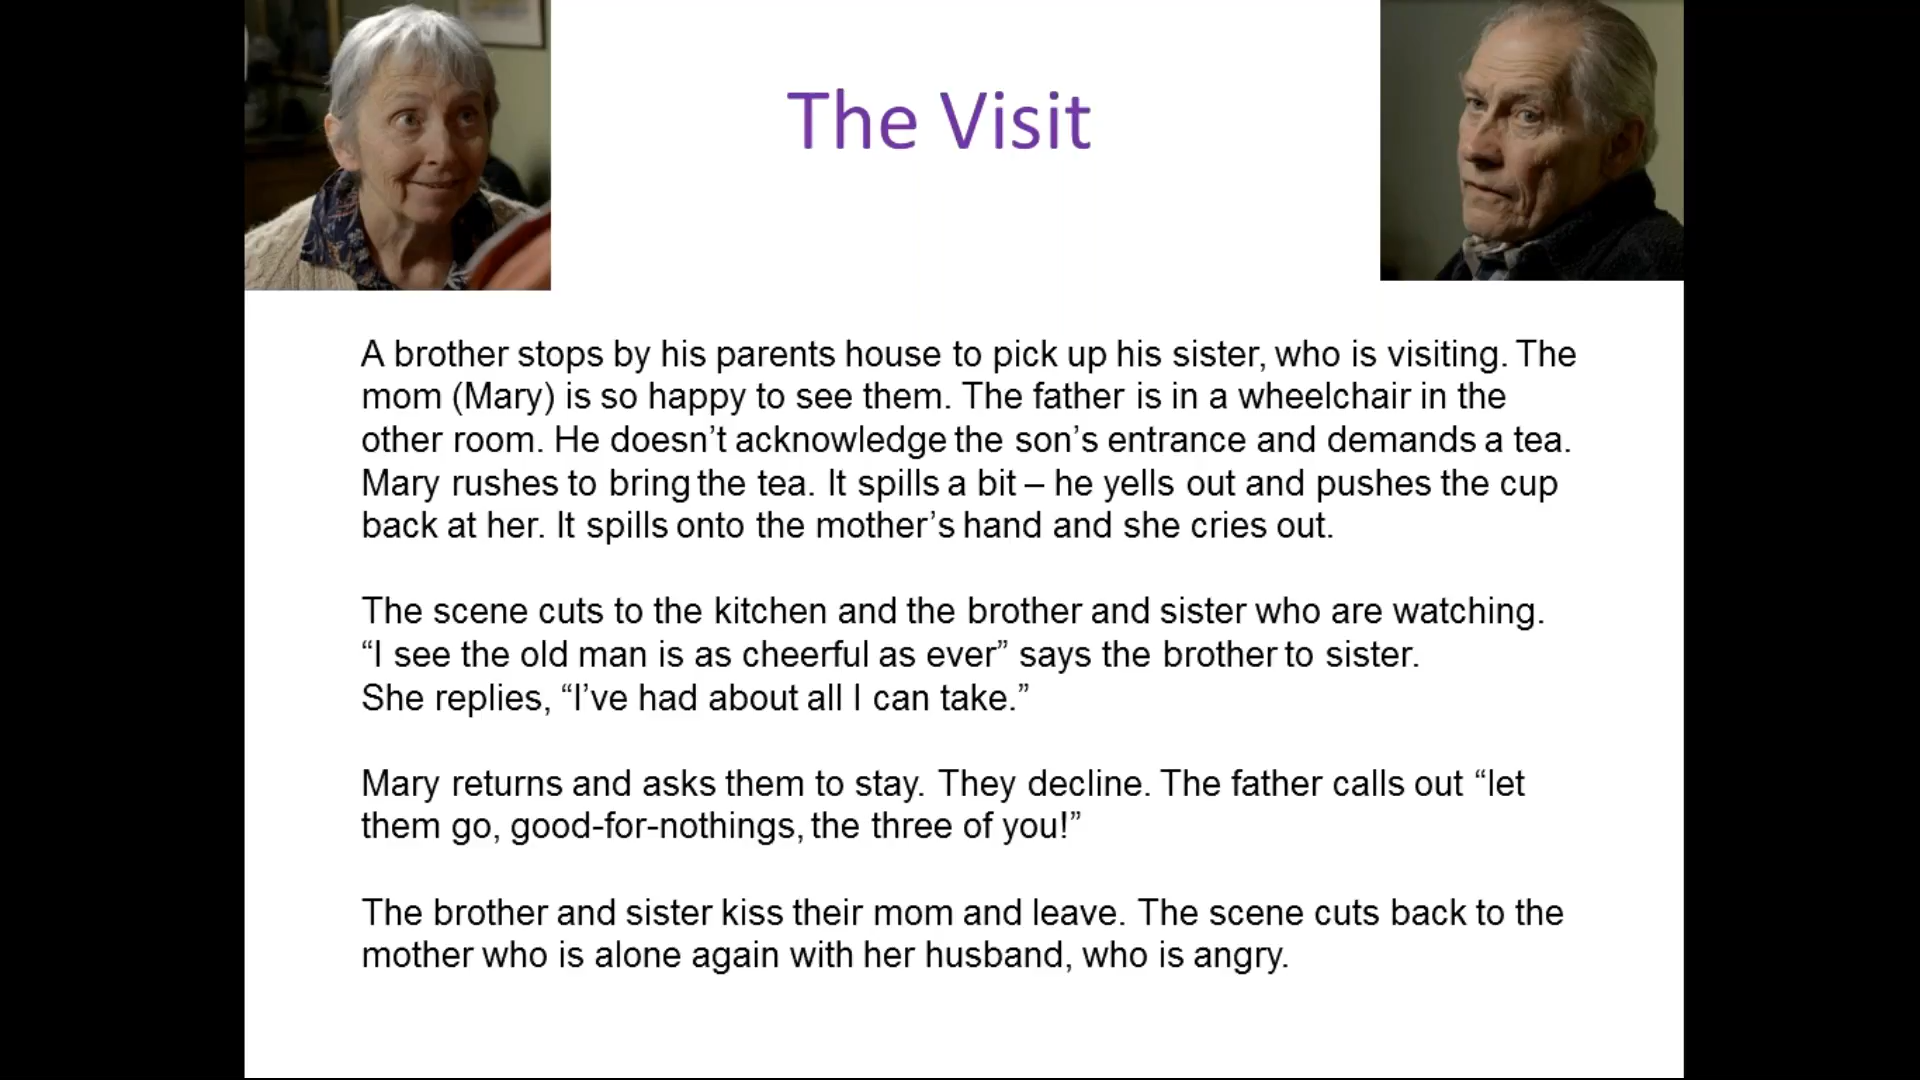 The Visit
A brother stops by his parents house to pick up his sister, who is visiting. The
mom (Mary) is so happy to see them. The father is in a wheelchair in the
other room. He doesn’t acknowledge the son’s entrance and demands a tea.
Mary rushes to bring the tea. It spills a bit – he yells out and pushes the cup
back at her. It spills onto the mother’s hand and she cries out.
The scene cuts to the kitchen and the brother and sister who are watching.
“I see the old man is as cheerful as ever” says the brother to sister.
She replies, “I’ve had about all I can take.”
Mary returns and asks them to stay. They decline. The father calls out “let
them go, good-for-nothings, the three of you!”
The brother and sister kiss their mom and leave. The scene cuts back to the
mother who is alone again with her husband, who is angry.